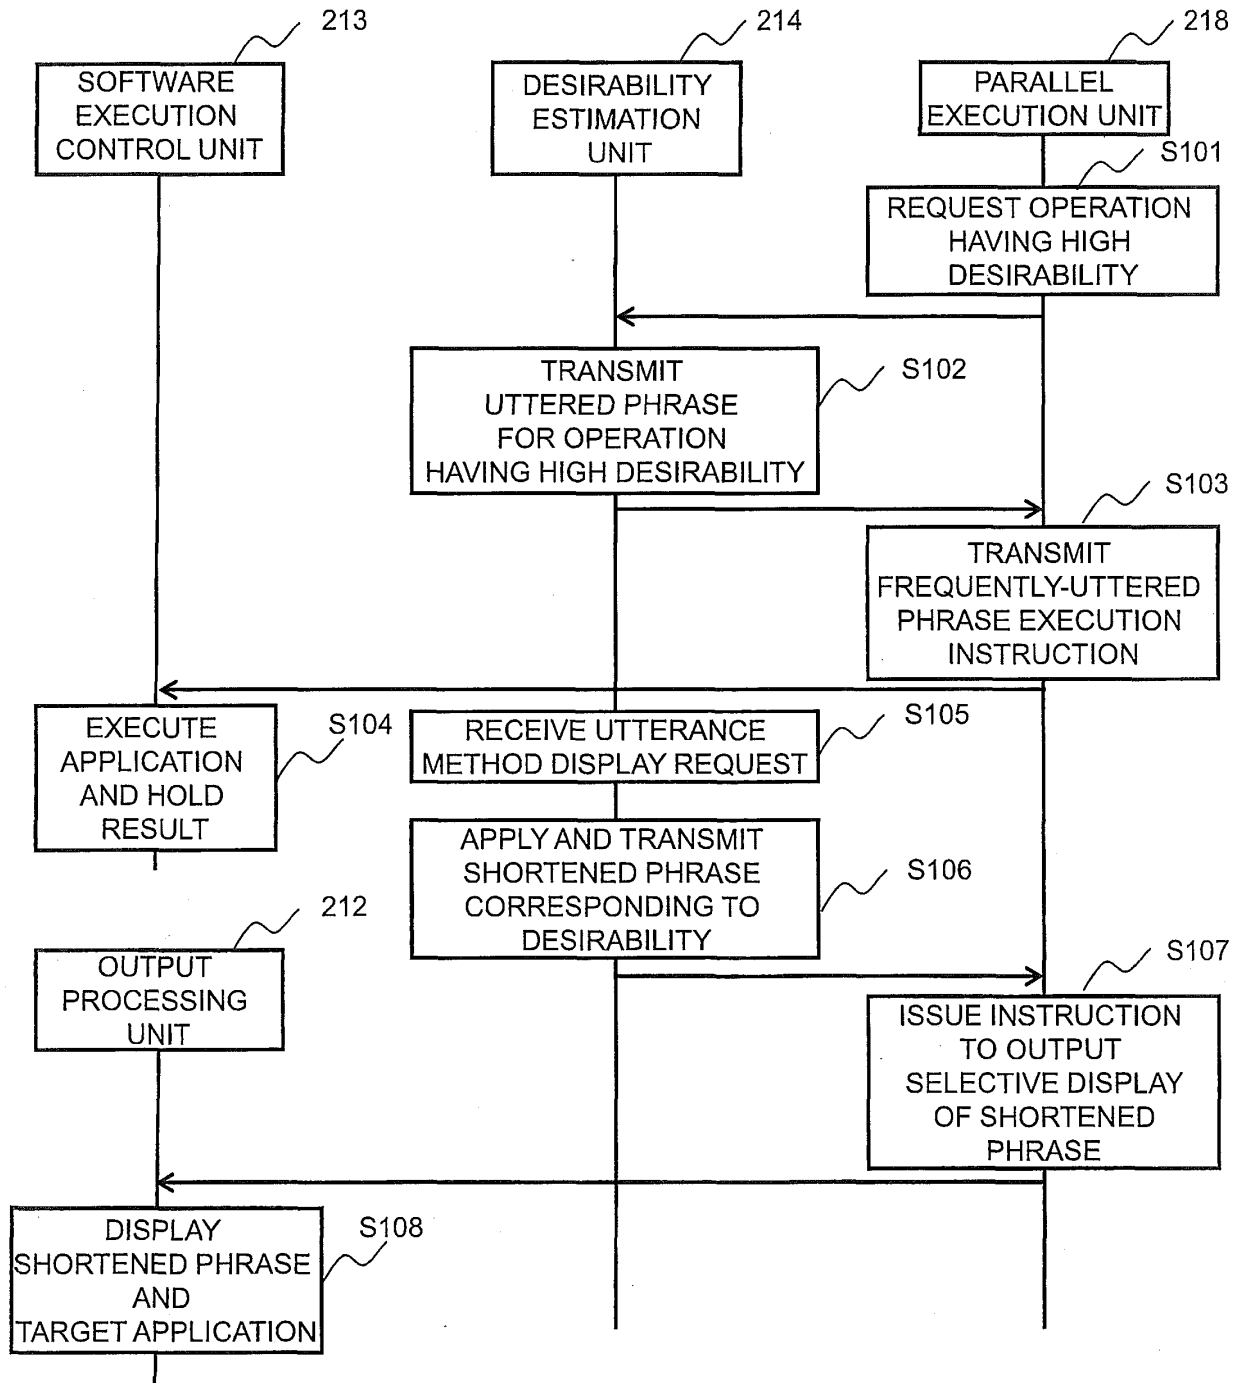 213
214
218
SOFTWARE
EXECUTION
CONTROL UNIT
DESIRABILITY
ESTIMATION
UNIT
PARALLEL
EXECUTION UNIT
S101
REQUEST OPERATION
HAVING HIGH
DESIRABILITY
S102
TRANSMIT
UTTERED PHRASE
FOR OPERATION
HAVING HIGH DESIRABILITY
S103
TRANSMIT
FREQUENTLY-UTTERED
PHRASE EXECUTION
INSTRUCTION
S104
EXECUTE
APPLICATION
AND HOLD
RESULT
S105
RECEIVE UTTERANCE
METHOD DISPLAY REQUEST
S106
APPLY AND TRANSMIT
SHORTENED PHRASE
CORRESPONDING TO
DESIRABILITY
212
OUTPUT
PROCESSING
UNIT
S107
ISSUE INSTRUCTION
TO OUTPUT
SELECTIVE DISPLAY
OF SHORTENED
PHRASE
S108
DISPLAY
SHORTENED PHRASE
AND
TARGET APPLICATION